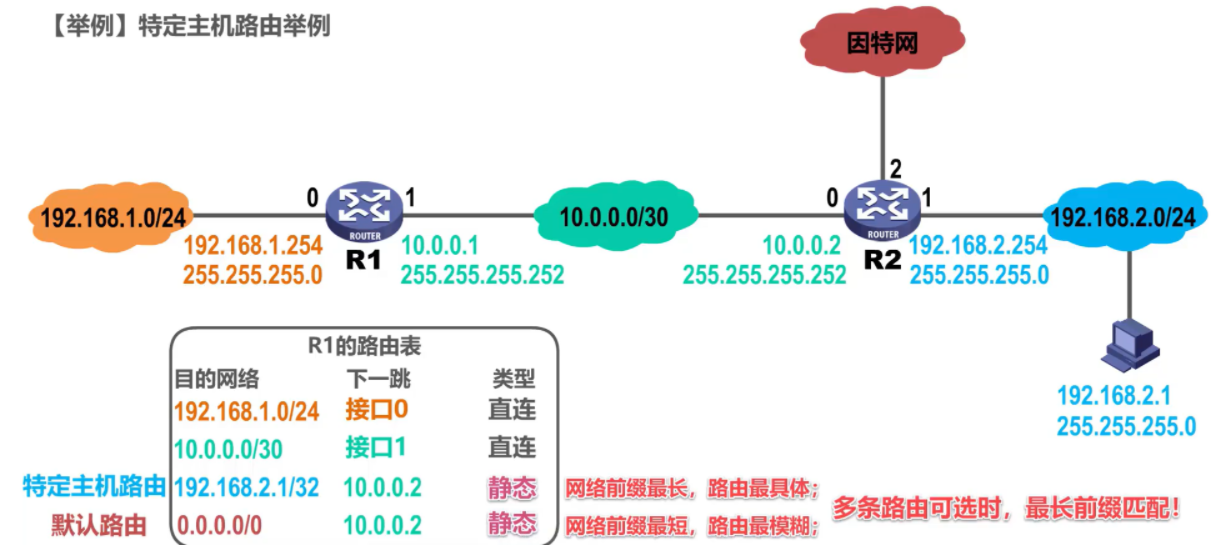 【举例】特定主机路由举例
因特网
2
192.168.1.0/24
0
1
10.0.0.0/30
0
1
192.168.2.0/24
ROUTER
ROUTER
R1
R2
192.168.1.254
255.255.255.0
10.0.0.1
255.255.255.252
10.0.0.2
255.255.255.252
192.168.2.254
255.255.255.0
192.168.2.1
255.255.255.0
R1的路由表
目的网络 下一跳 类型
192.168.1.0/24 接口0 直连
10.0.0.0/30 接口1 直连
特定主机路由 192.168.2.1/32 10.0.0.2 静态 网络前缀最长，路由最具体；
默认路由 0.0.0.0/0 10.0.0.2 静态 网络前缀最短，路由最模糊；
多条路由可选时，最长前缀匹配！